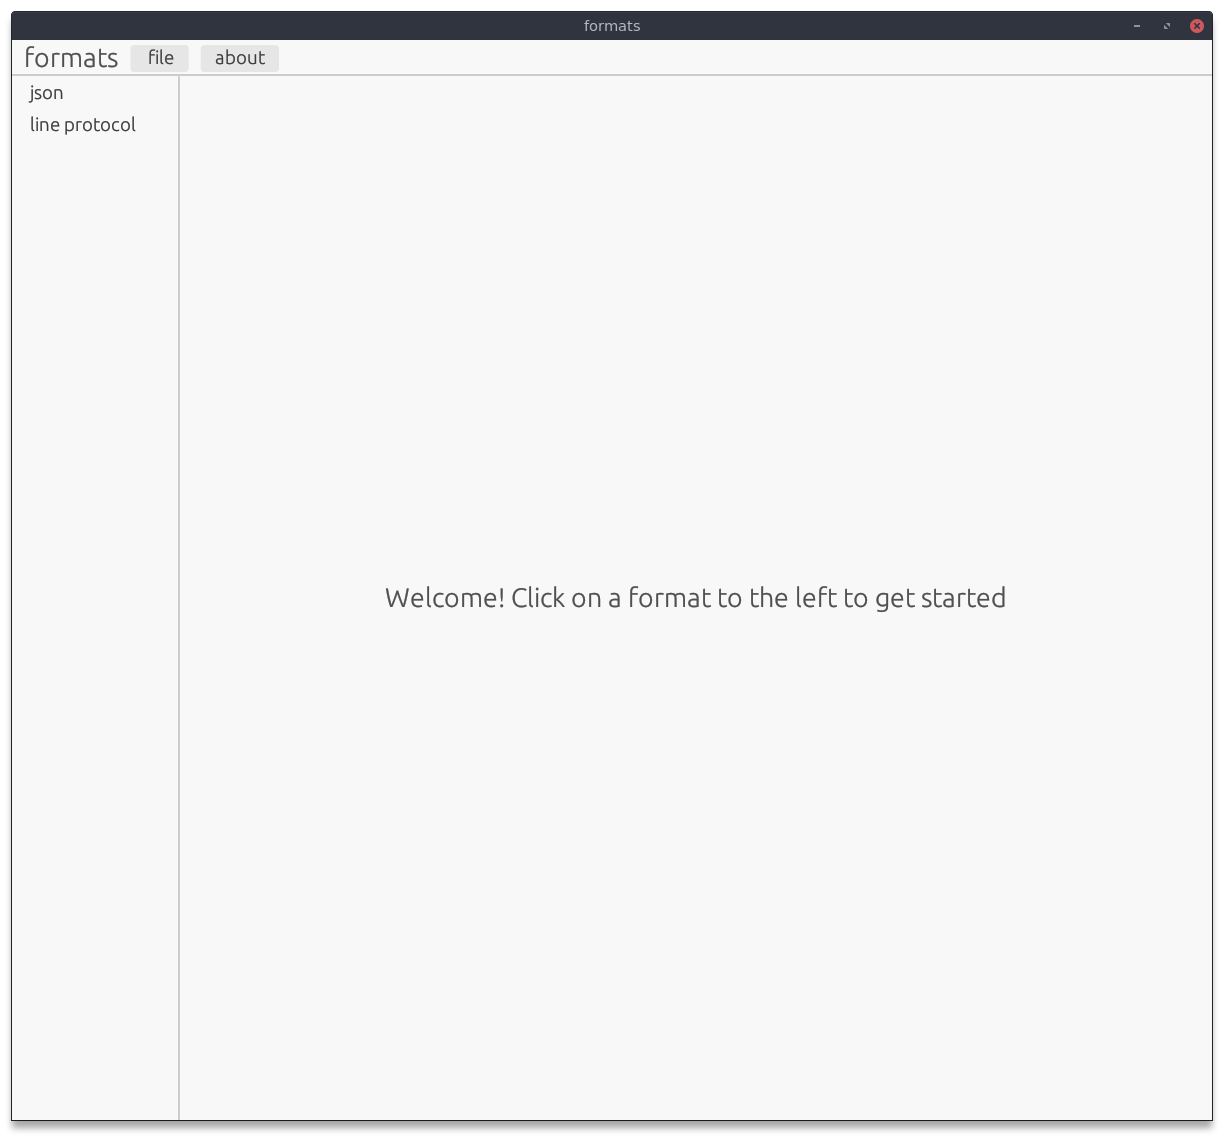 formats
formats file about
json
line protocol
Welcome! Click on a format to the left to get started